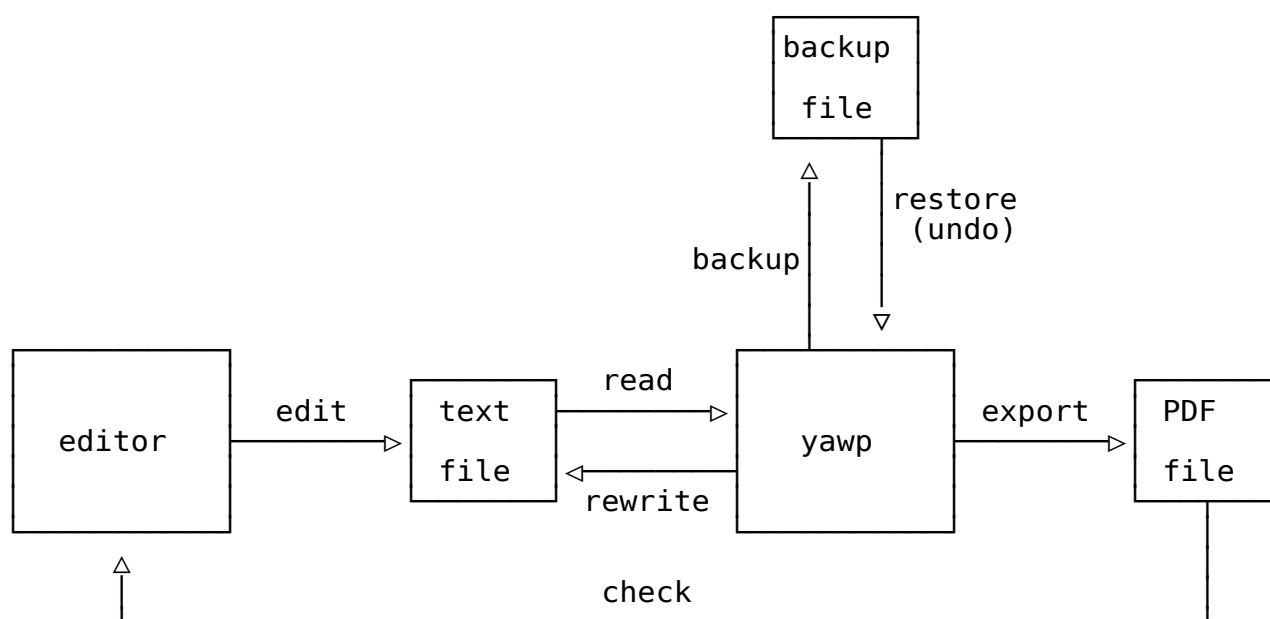 backup
file
restore
(undo)
backup
read
edit
text
export
PDF
editor
yawp
file
file
rewrite
check